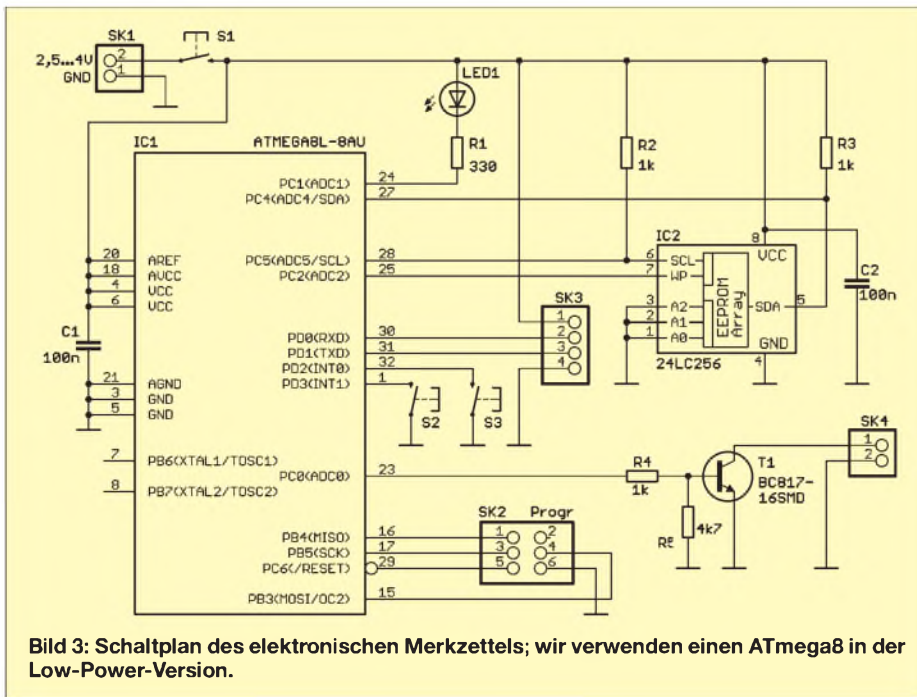 SK1
S1
2,5...4V
2
GND
1
LED1
IC1
ATMEGA8L-8AU
R1
330
R2
1k
R3
1k
PC1(ADC1)
24
PC4(ADC4/SDA)
27
20
AREF
18
AVCC
4
VCC
6
VCC
PC5(ADC5/SCL)
28
PC2(ADC2)
25
IC2
8
VCC
6
SCL
7
WP
3
A2
2
A1
1
A0
EEPROM
Array
SDA
5
GND
4
24LC256
C2
100n
C1
100n
SK3
1
2
3
4
PD0(RXD)
30
PD1(TXD)
31
PD2(INT0)
32
PD3(INT1)
1
21
AGND
3
GND
5
GND
S2
S3
7
PB6(XTAL1/TOSC1)
8
PB7(XTAL2/TOSC2)
PC0(ADC0)
23
R4
1k
T1
BC817-
16SMD
SK4
1
2
4k7
SK2
Progr
1
2
3
4
5
6
PB4(MISO)
16
PB5(SCK)
17
PC6(/RESET)
29
PB3(MOSI/OC2)
15
Bild 3: Schaltplan des elektronischen Merkzettels; wir verwenden einen ATmega8 in der
Low-Power-Version.